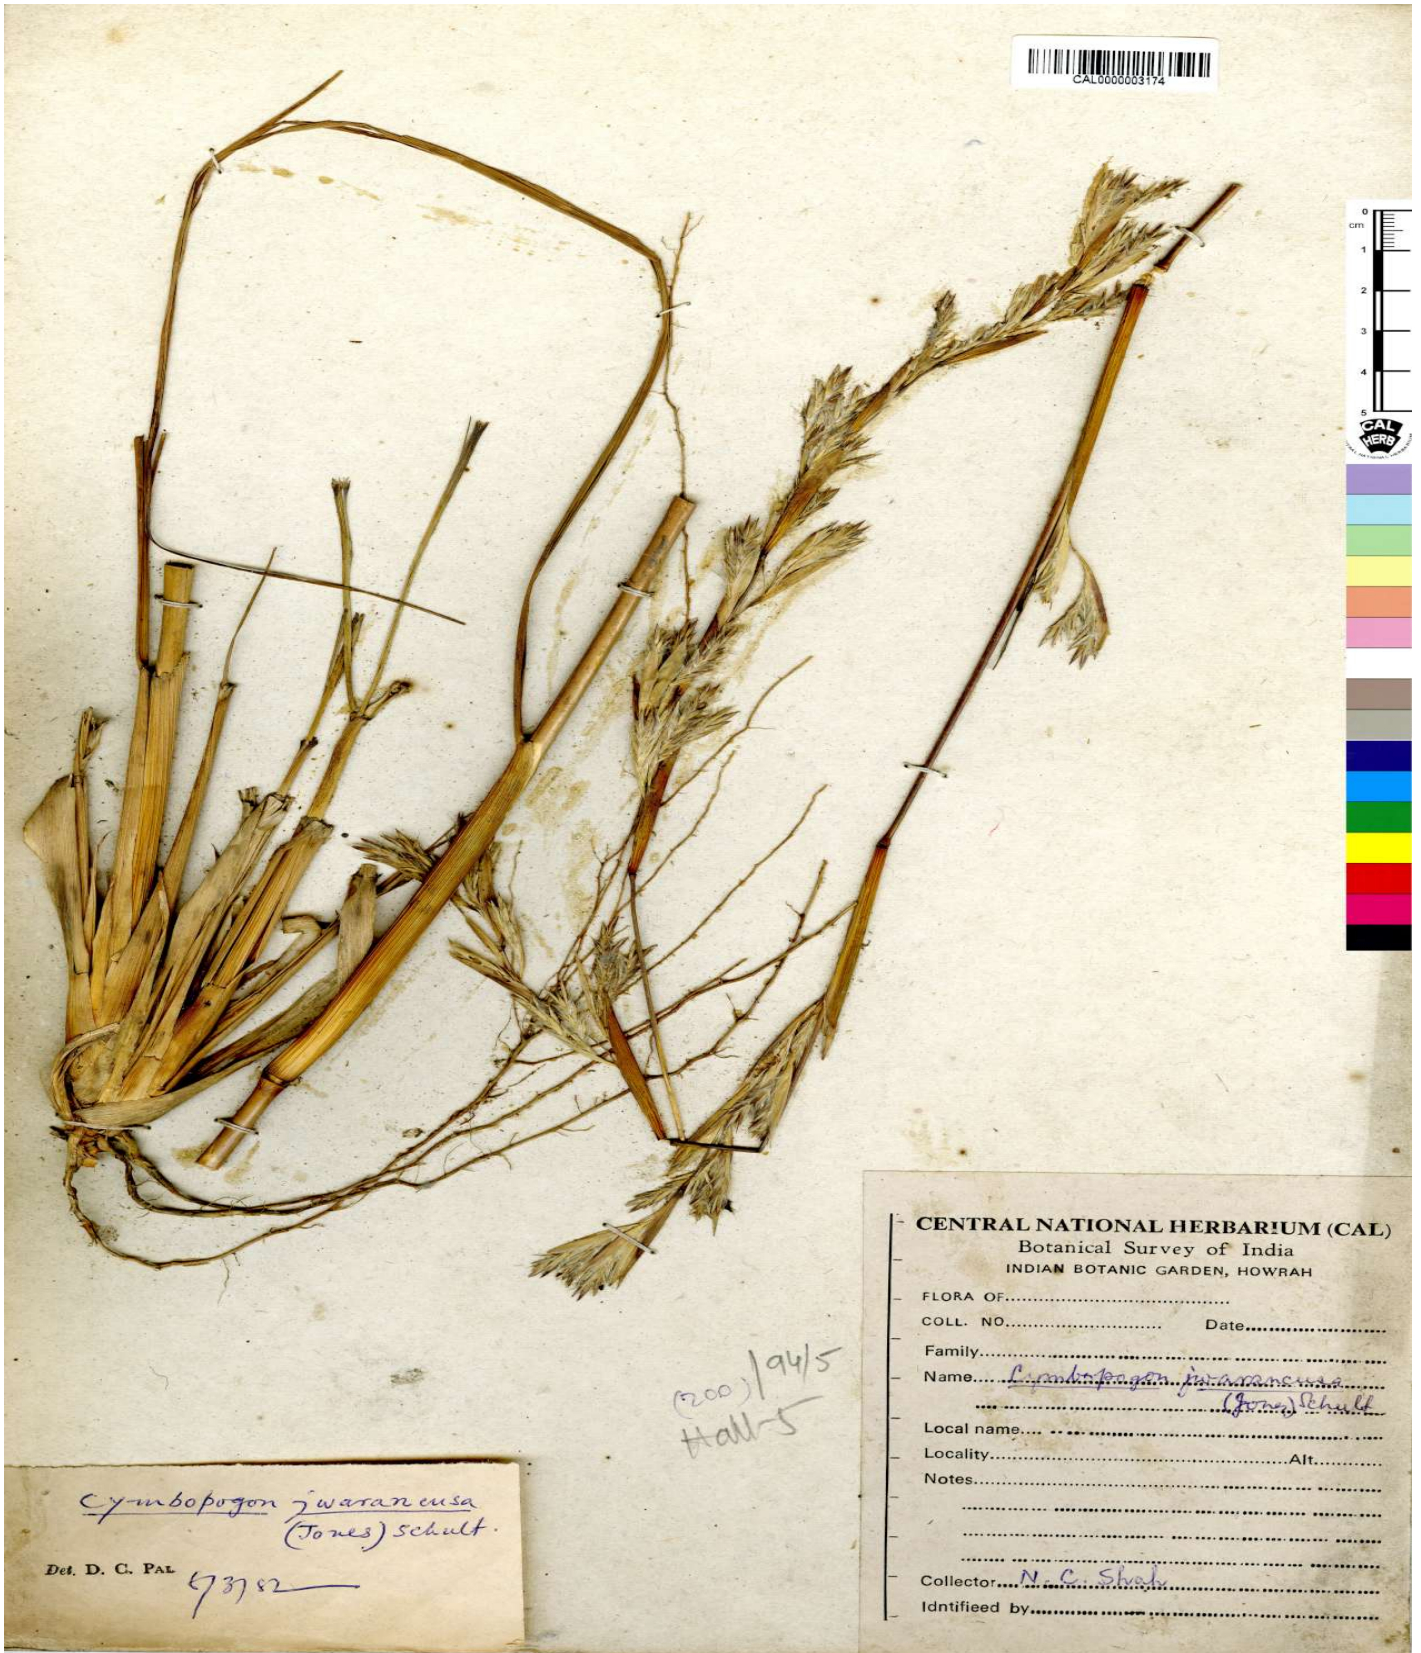 CAL0000003174
0
cm
1
2
3
4
5
CAL
HERB
(200) 194/5
Hall-5
CENTRAL NATIONAL HERBARIUM (CAL)
Botanical Survey of India
INDIAN BOTANIC GARDEN, HOWRAH
FLORA OF
COLL. NO. Date
Family
Name Cymbopogon jwarancusa
(Jones) Schult
Local name
Locality Alt.
Notes
Collector N. C. Shah
Idntifieed by
Cymbopogon jwarancusa
(Jones) Schult.
Det. D. C. PAL
/3/82